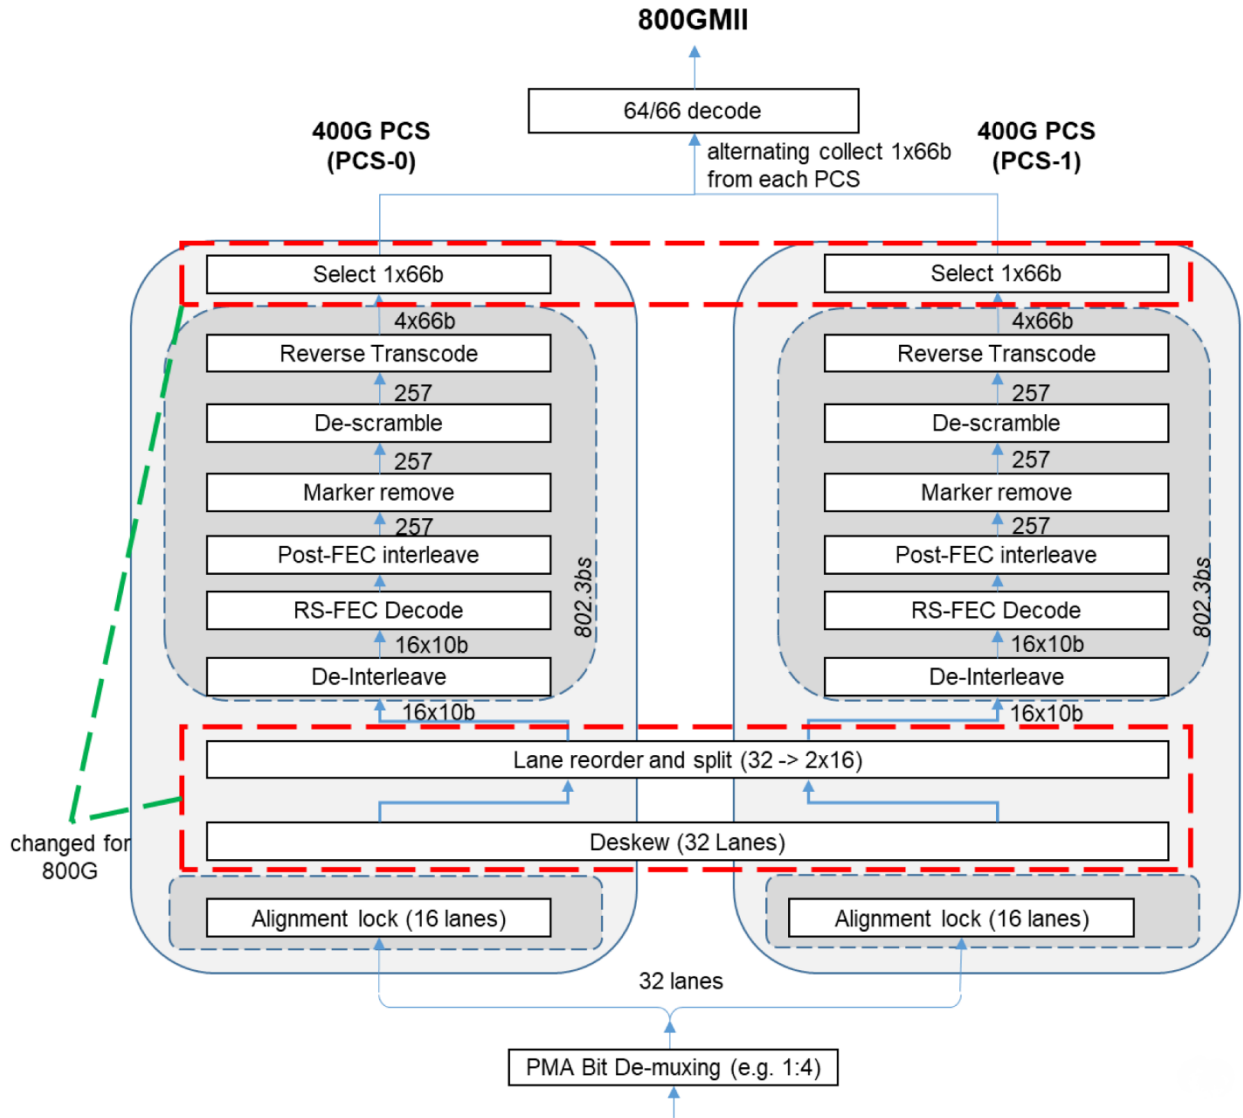 800GMII
64/66 decode
400G PCS
(PCS-0)
400G PCS
(PCS-1)
alternating collect 1x66b
from each PCS
Select 1x66b
Select 1x66b
4x66b
4x66b
Reverse Transcode
Reverse Transcode
257
257
De-scramble
De-scramble
257
257
Marker remove
Marker remove
257
257
Post-FEC interleave
Post-FEC interleave
802.3bs
802.3bs
RS-FEC Decode
RS-FEC Decode
16x10b
16x10b
De-Interleave
De-Interleave
16x10b
16x10b
Lane reorder and split (32 -> 2x16)
changed for
800G
Deskew (32 Lanes)
Alignment lock (16 lanes)
Alignment lock (16 lanes)
32 lanes
PMA Bit De-muxing (e.g. 1:4)